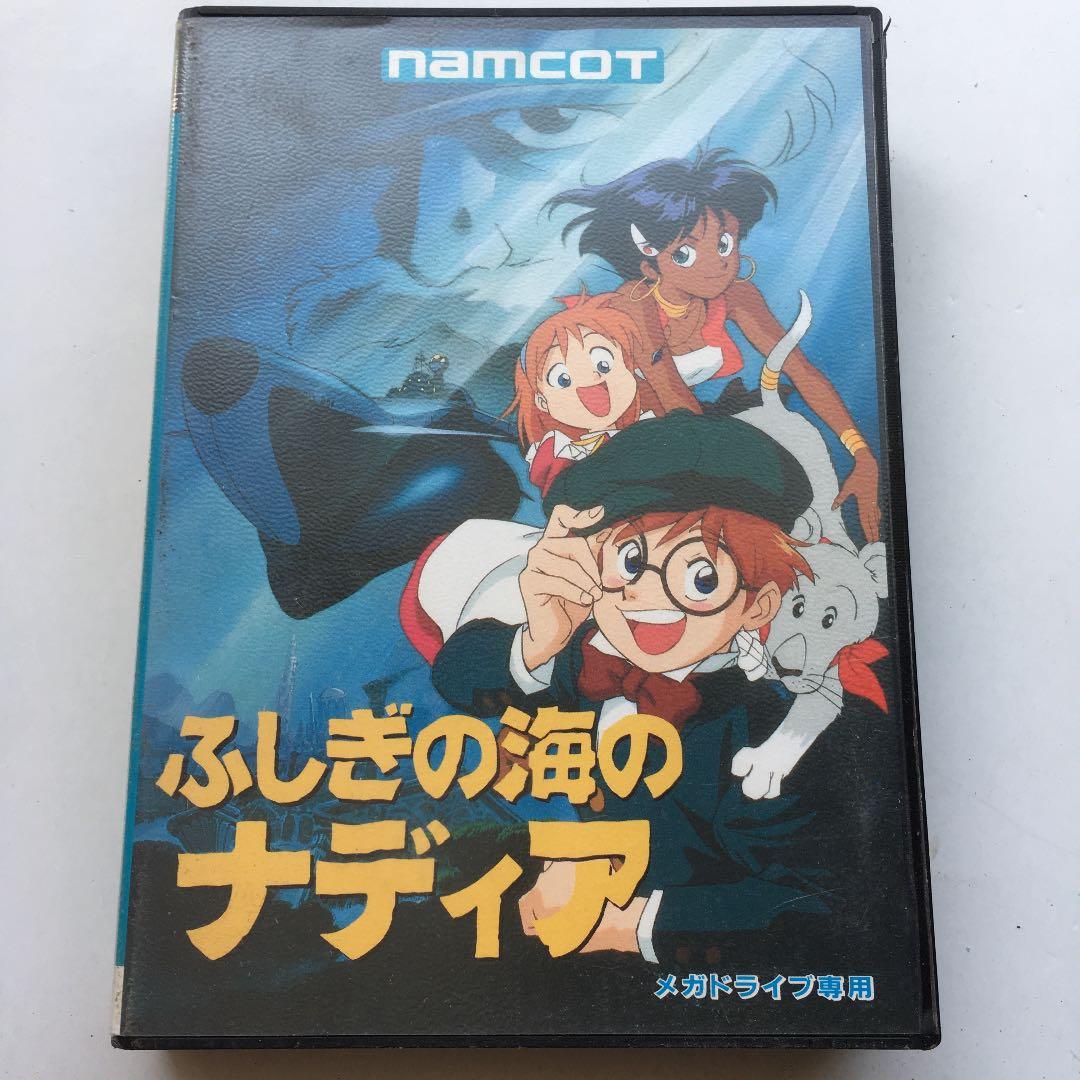 namcoT
ふしぎの海の
ナディア
メガドライブ専用